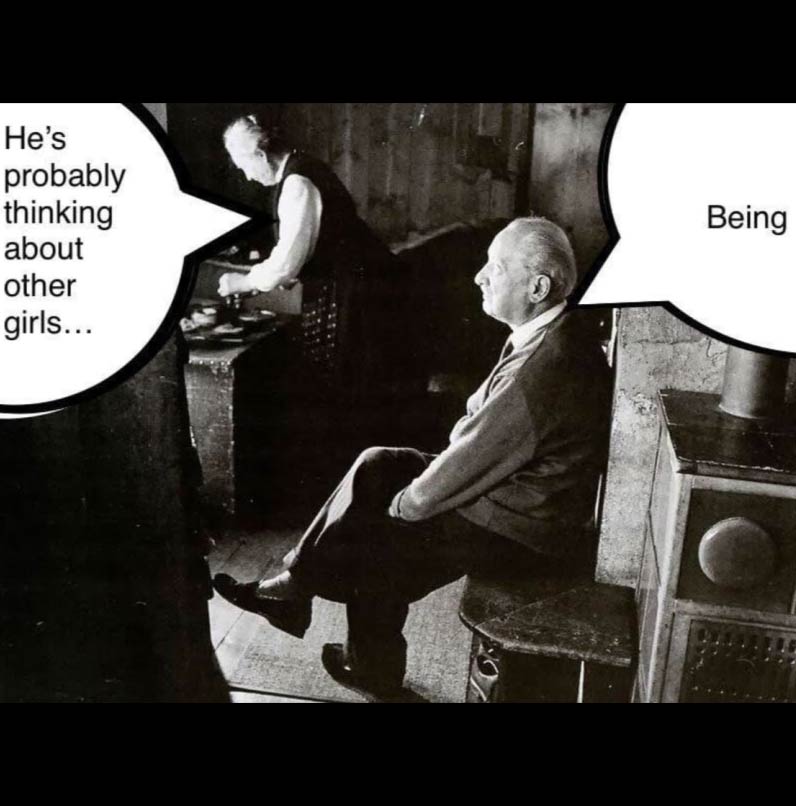 He’s
probably
thinking
about
other
girls…
Being